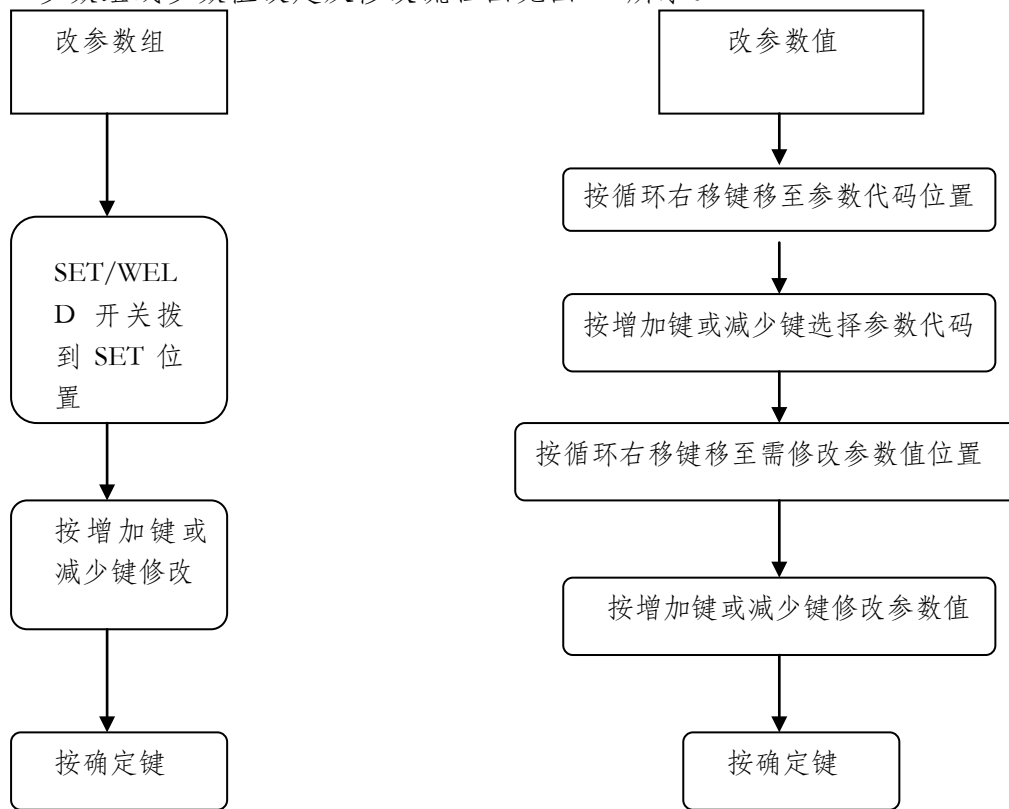 改参数组
SET/WEL
D 开关拨
到 SET 位
置
按增加键或
减少键修改
按确定键
改参数值
按循环右移键移至参数代码位置
按增加键或减少键选择参数代码
按循环右移键移至需修改参数值位置
按增加键或减少键修改参数值
按确定键